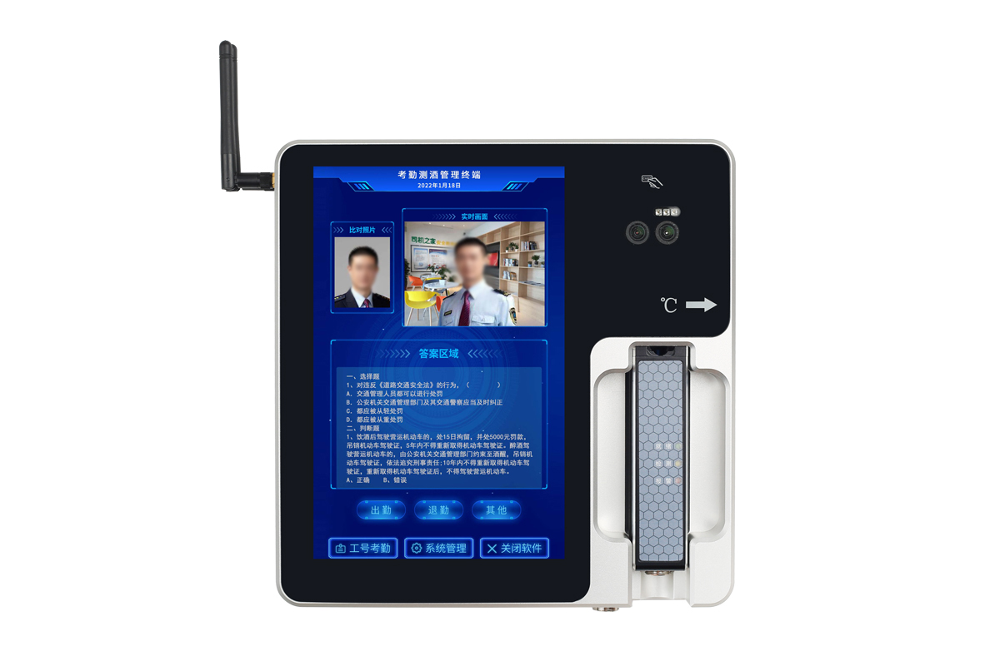 考勤测酒管理终端
2022年1月18日
比对照片
实时画面
司机之家
答案区域
一、选择题
1、对违反《道路交通安全法》的行为，（ ）
A. 交通管理人员都可以进行处罚
B. 公安机关交通管理部门及其交通警察应当及时纠正
C. 都应被从轻处罚
D. 都应被从重处罚
二、判断题
1、饮酒后驾驶营运机动车的，处15日拘留，并处5000元罚款，
吊销机动车驾驶证，5年内不得重新取得机动车驾驶证。醉酒驾
驶营运机动车的，由公安机关交通管理部门约束至酒醒，吊销机
动车驾驶证，依法追究刑事责任;10年内不得重新取得机动车驾
驶证，重新取得机动车驾驶证后，不得驾驶营运机动车。
A、正确 B、错误
出勤 退勤 其他
工号考勤 系统管理 关闭软件
℃